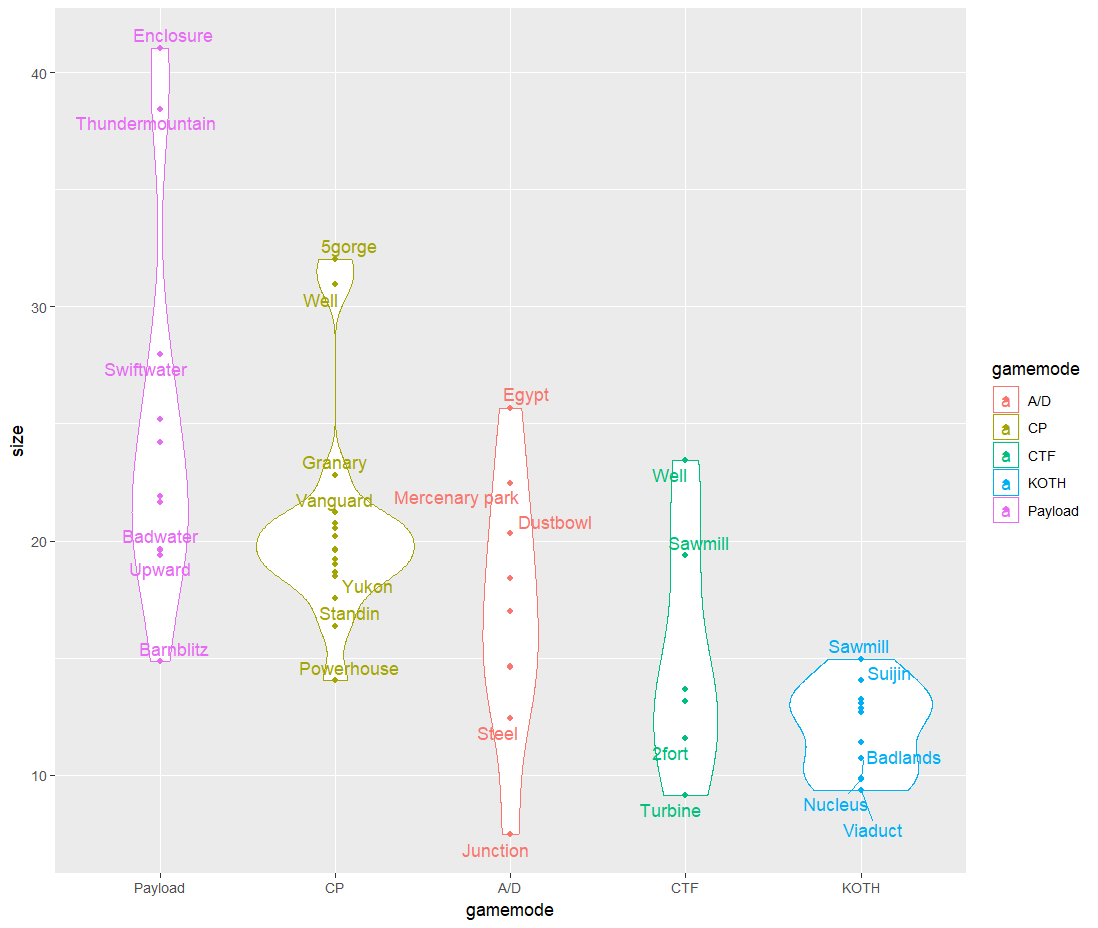 Enclosure
40
Thundermountain
5gorge
Well
30
Swiftwater
gamemode
Egypt
A/D
CP
size
CTF
Granary
Well
KOTH
Vanguard
Mercenary park
Payload
Dustbowl
20
Badwater
Sawmill
Upward
Yukon
Standin
Barnblitz
Sawmill
Powerhouse
Suijin
Steel
2fort
Badlands
10
Turbine
Nucleus
Viaduct
Junction
Payload
CP
A/D
CTF
KOTH
gamemode